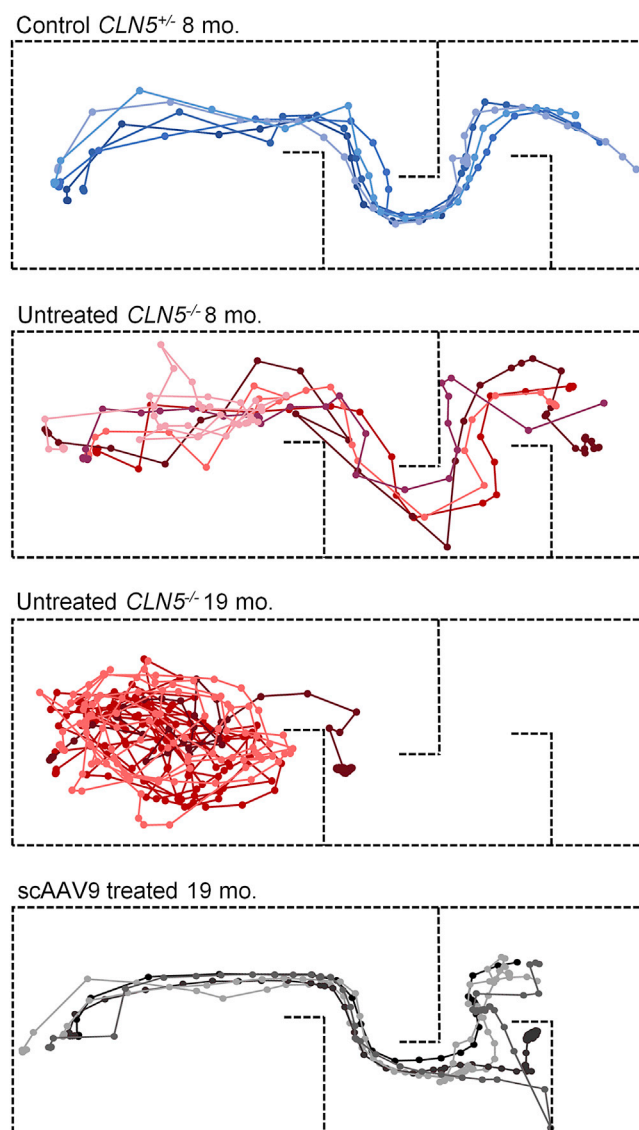 Control CLN5+/- 8 mo.
Untreated CLN5-/- 8 mo.
Untreated CLN5-/- 19 mo.
scAAV9 treated 19 mo.